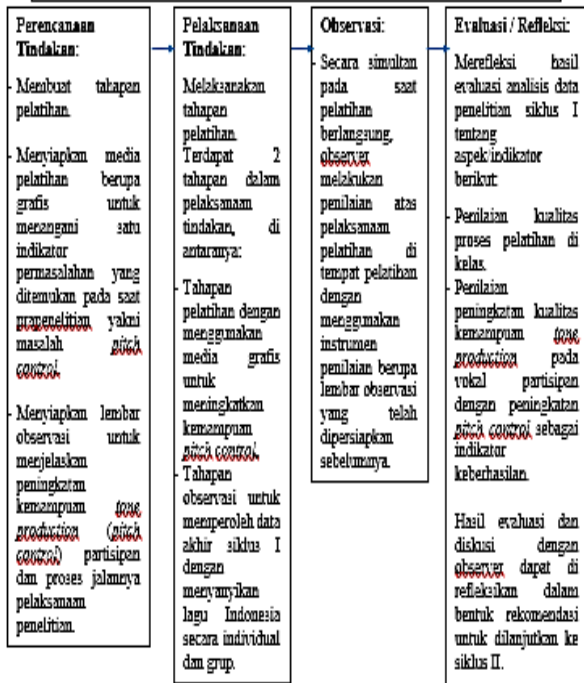 Perencanaan
Tindakan:
- Membuat tahapan
pelatihan.
- Menyiapkan media
pelatihan berupa
grafis untuk
menangani satu
indikator
permasalahan yang
ditemukan pada saat
prapenelitian yakni
masalah pitch
control.
- Menyiapkan lembar
observasi untuk
menjelaskan
peningkatan
kemampuan tone
production (pitch
control) partisipan
dan proses jalannya
pelaksanaan
penelitian.
Pelaksanaan
Tindakan:
Melaksanakan
tahapan
pelatihan.
Terdapat 2
tahapan dalam
pelaksanaan
tindakan, di
antaranya:
- Tahapan
pelatihan dengan
menggunakan
media grafis
untuk
meningkatkan
kemampuan
pitch control.
- Tahapan
observasi untuk
memperoleh data
akhir siklus I
dengan
menyanyikan
lagu Indonesia
secara individual
dan grup.
Observasi:
- Secara simultan
pada saat
pelatihan
berlangsung,
observer
melakukan
penilaian atas
pelaksanaan
pelatihan di
tempat pelatihan
dengan
menggunakan
instrumen
penilaian berupa
lembar observasi
yang telah
dipersiapkan
sebelumnya.
Evaluasi / Refleksi:
Merefleksi hasil
evaluasi analisis data
penelitian siklus I
tentang
aspek/indikator
berikut:
- Penilaian kualitas
proses pelatihan di
kelas.
- Penilaian
peningkatan kualitas
kemampuan tone
production pada
vokal partisipan
dengan peningkatan
pitch control sebagai
indikator
keberhasilan.
Hasil evaluasi dan
diskusi dengan
observer dapat di
refleksikan dalam
bentuk rekomendasi
untuk dilanjutkan ke
siklus II.